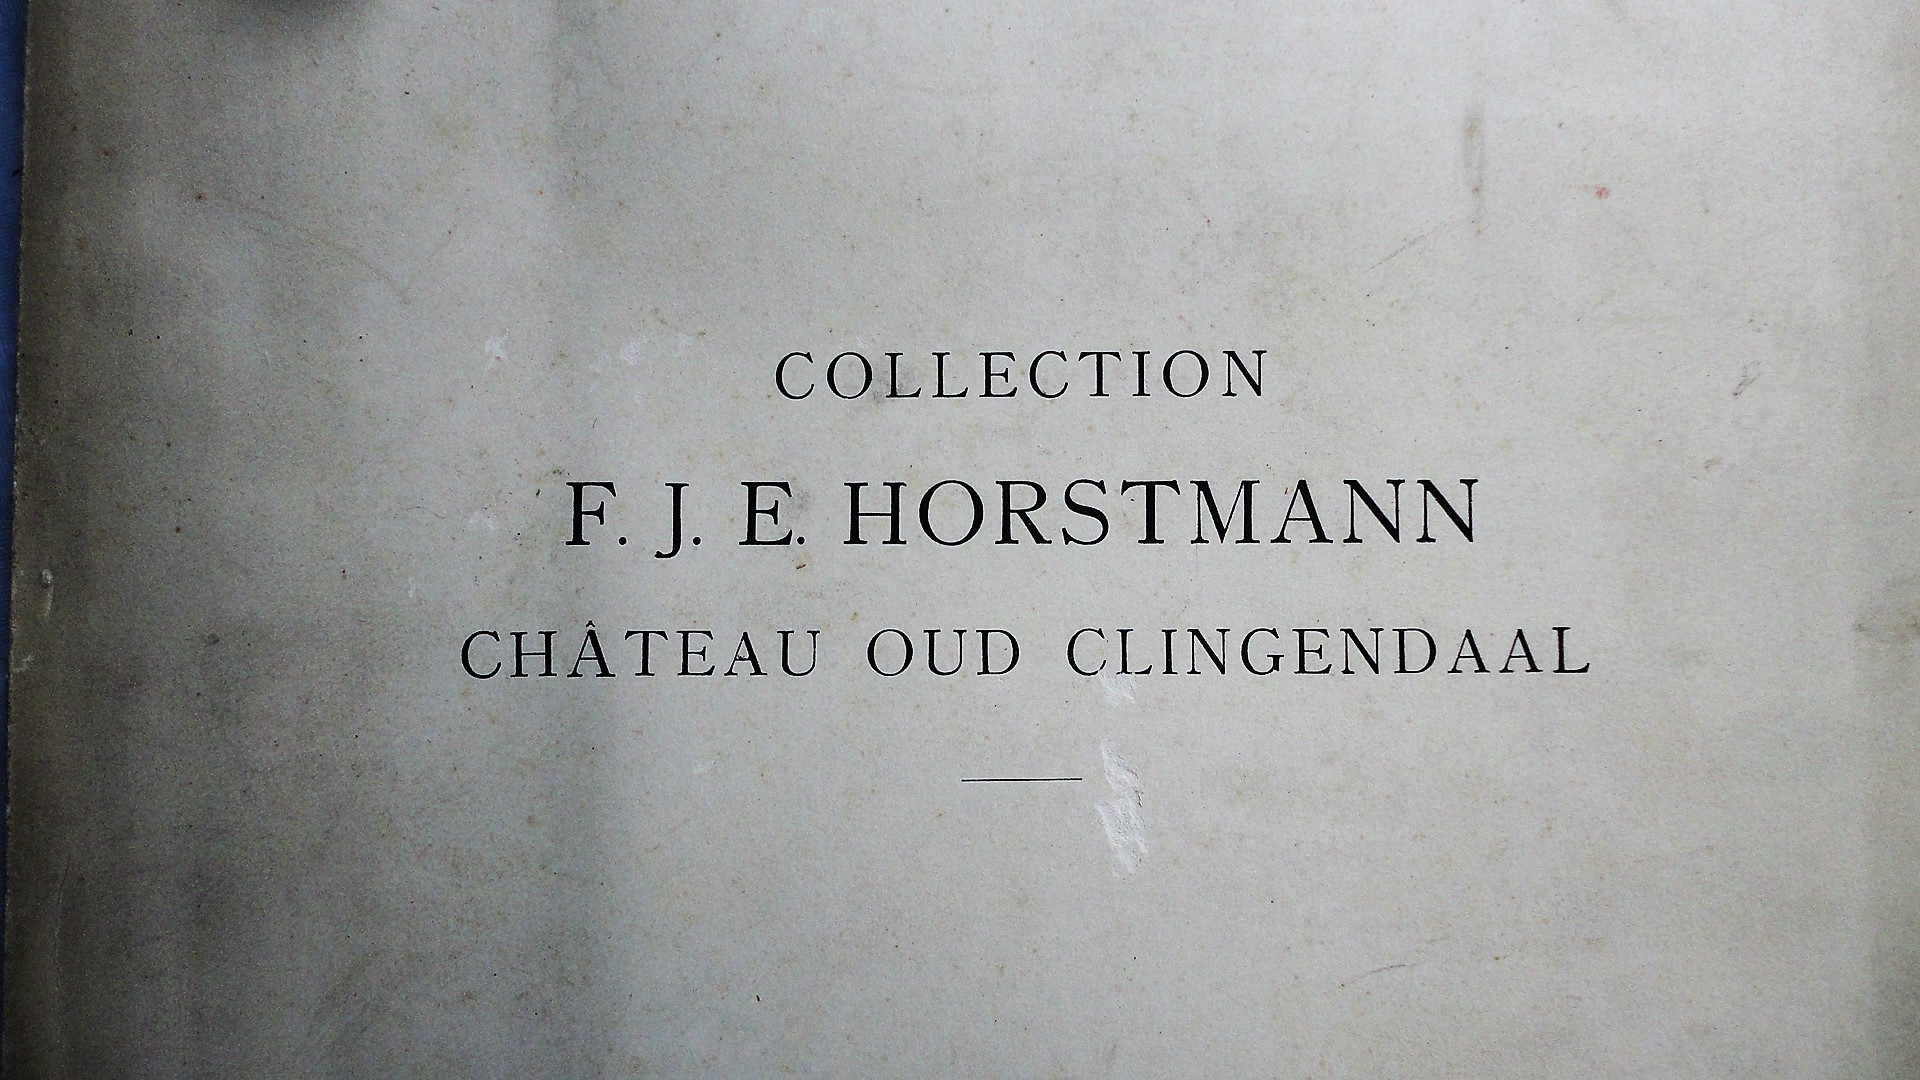 COLLECTION
F. J. E. HORSTMANN
CHÂTEAU OUD CLINGENDAAL